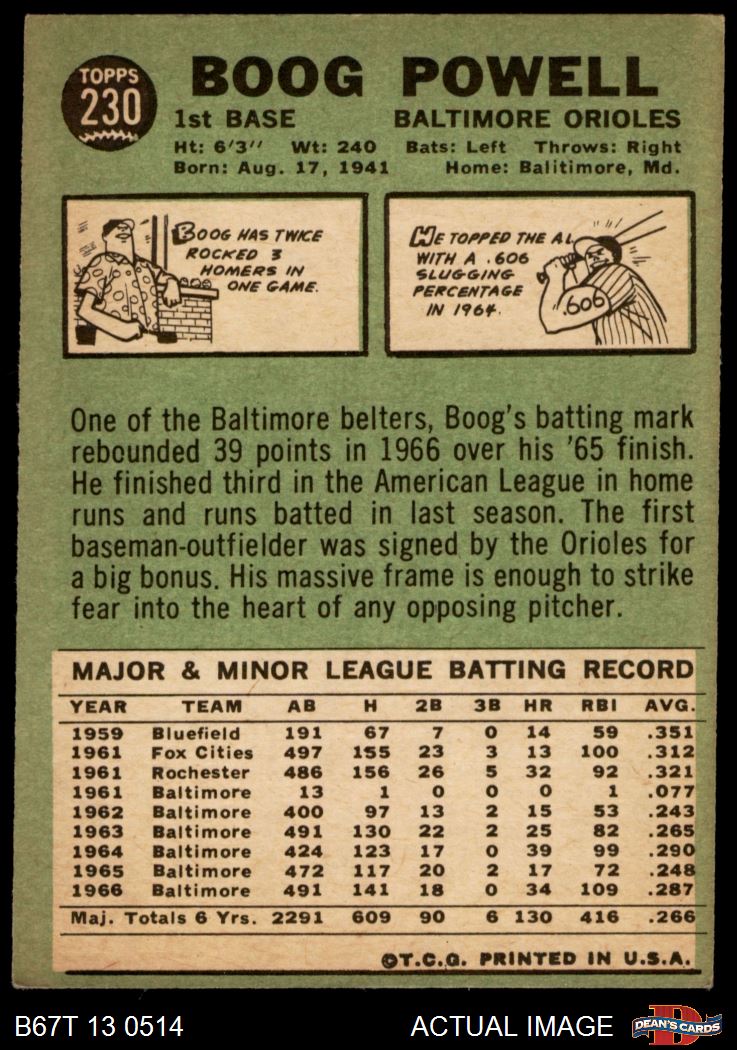 TOPPS
230
BOOG POWELL
1st BASE BALTIMORE ORIOLES
Ht: 6'3'' Wt: 240 Bats: Left Throws: Right
Born: Aug. 17, 1941 Home: Balitimore, Md.
BOOG HAS TWICE
ROCKED 3
HOMERS IN
ONE GAME.
HE TOPPED THE AL
WITH A .606
SLUGGING
PERCENTAGE
IN 1964.
.606
One of the Baltimore belters, Boog's batting mark
rebounded 39 points in 1966 over his '65 finish.
He finished third in the American League in home
runs and runs batted in last season. The first
baseman-outfielder was signed by the Orioles for
a big bonus. His massive frame is enough to strike
fear into the heart of any opposing pitcher.
MAJOR & MINOR LEAGUE BATTING RECORD
YEAR TEAM AB H 2B 3B HR RBI AVG.
1959 Bluefield 191 67 7 0 14 59 .351
1961 Fox Cities 497 155 23 3 13 100 .312
1961 Rochester 486 156 26 5 32 92 .321
1961 Baltimore 13 1 0 0 0 1 .077
1962 Baltimore 400 97 13 2 15 53 .243
1963 Baltimore 491 130 22 2 25 82 .265
1964 Baltimore 424 123 17 0 39 99 .290
1965 Baltimore 472 117 20 2 17 72 .248
1966 Baltimore 491 141 18 0 34 109 .287
Maj. Totals 6 Yrs. 2291 609 90 6 130 416 .266
©T.C.G. PRINTED IN U.S.A.
B67T 13 0514 ACTUAL IMAGE
DEAN'S CARDS